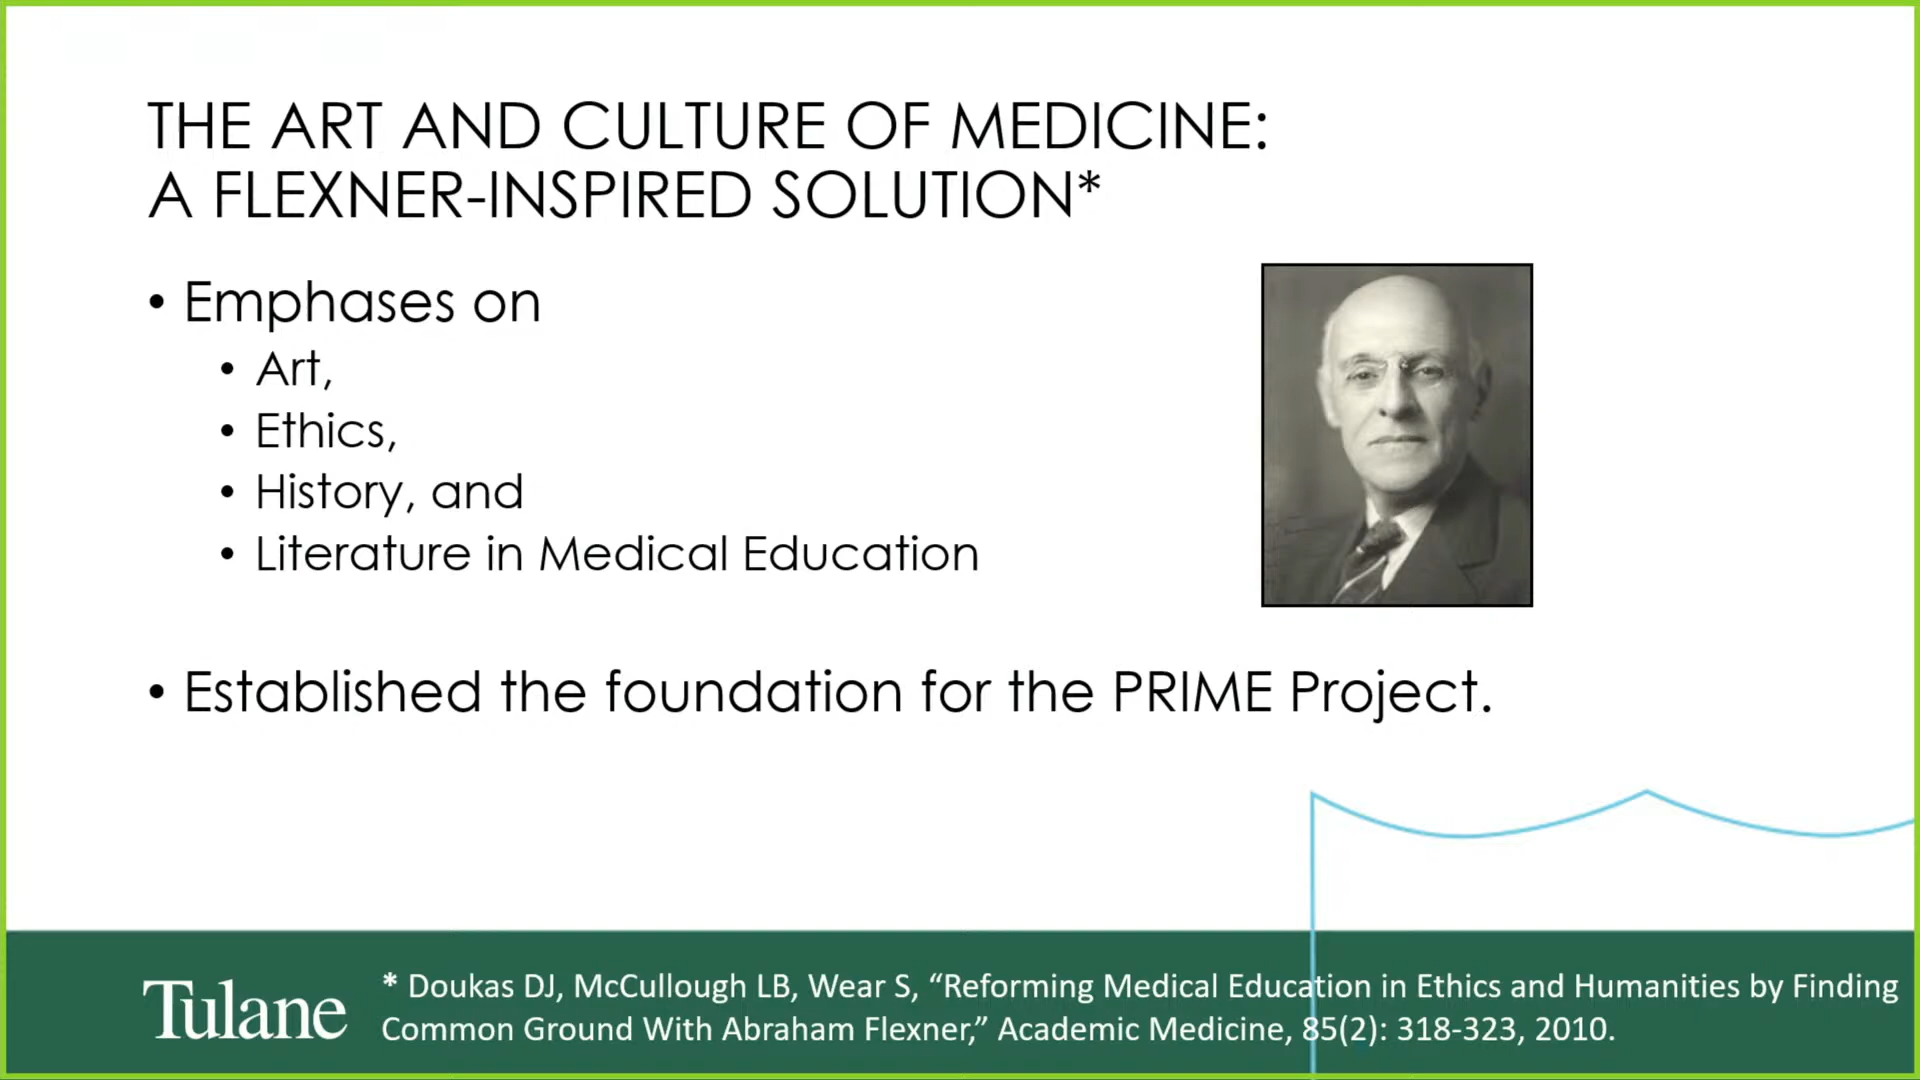 THE ART AND CULTURE OF MEDICINE:
A FLEXNER-INSPIRED SOLUTION*
• Emphases on
• Art,
• Ethics,
• History, and
• Literature in Medical Education
• Established the foundation for the PRIME Project.
Tulane
* Doukas DJ, McCullough LB, Wear S, “Reforming Medical Education in Ethics and Humanities by Finding
Common Ground With Abraham Flexner,” Academic Medicine, 85(2): 318-323, 2010.